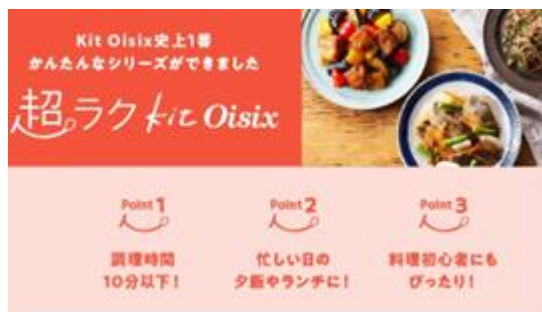 Kit Oisix史上1番
かんたんなシリーズができました
超ラク Kit Oisix
Point 1
調理時間
10分以下!
Point 2
忙しい日の
夕飯やランチに!
Point 3
料理初心者にも
ぴったり!